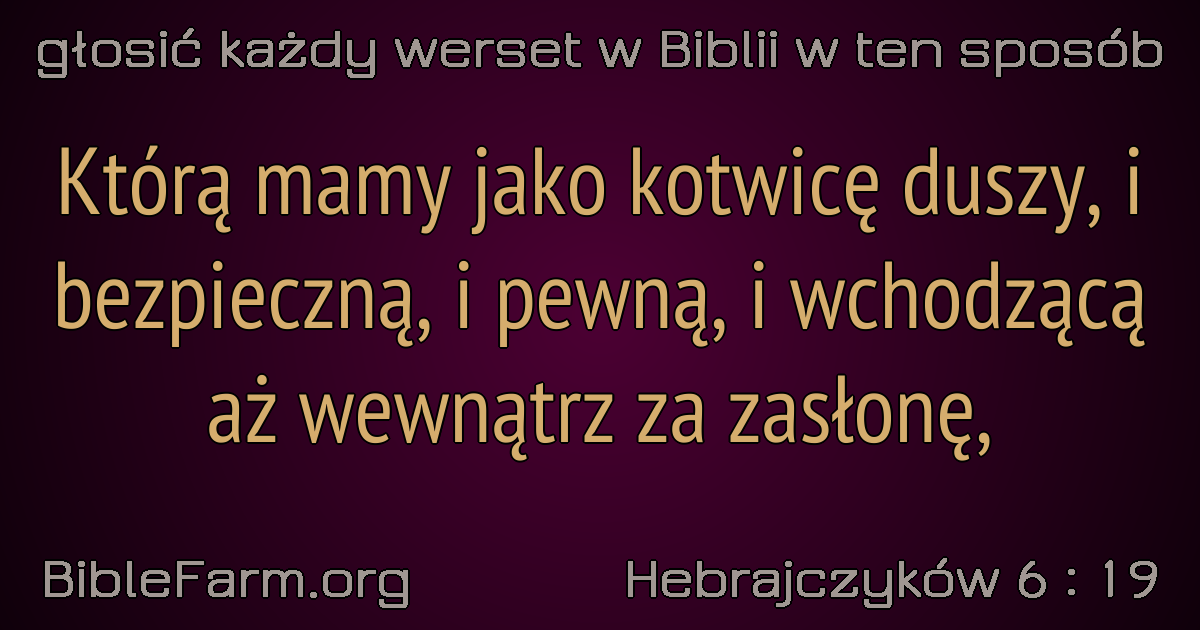 głosić każdy werset w Biblii w ten sposób
Którą mamy jako kotwicę duszy, i
bezpieczną, i pewną, i wchodzącą
aż wewnątrz za zasłonę,
BibleFarm.org
Hebrajczyków 6 : 19